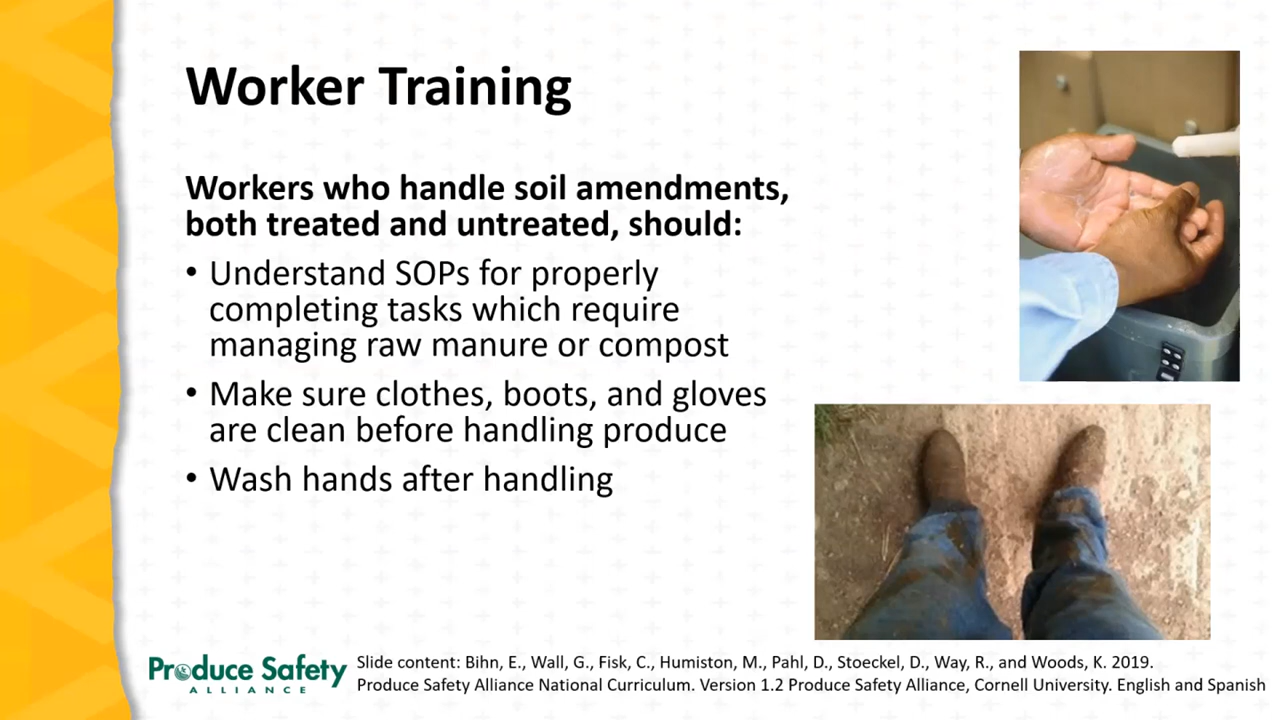 Worker Training
Workers who handle soil amendments,
both treated and untreated, should:
• Understand SOPs for properly
completing tasks which require
managing raw manure or compost
• Make sure clothes, boots, and gloves
are clean before handling produce
• Wash hands after handling
Produce Safety
ALLIANCE
Slide content: Bihn, E., Wall, G., Fisk, C., Humiston, M., Pahl, D., Stoeckel, D., Way, R., and Woods, K. 2019.
Produce Safety Alliance National Curriculum. Version 1.2 Produce Safety Alliance, Cornell University. English and Spanish